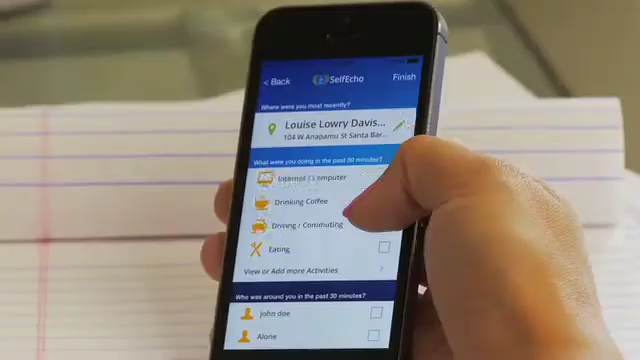 < Back SelfEcho Finish
Where were you most recently?
Louise Lowry Davis...
104 W Anapamu St Santa Bar...
What were you doing in the past 30 minutes?
Internet / Computer
Drinking Coffee
Driving / Commuting
Eating
View or Add more Activities >
Who was around you in the past 30 minutes?
john doe
Alone